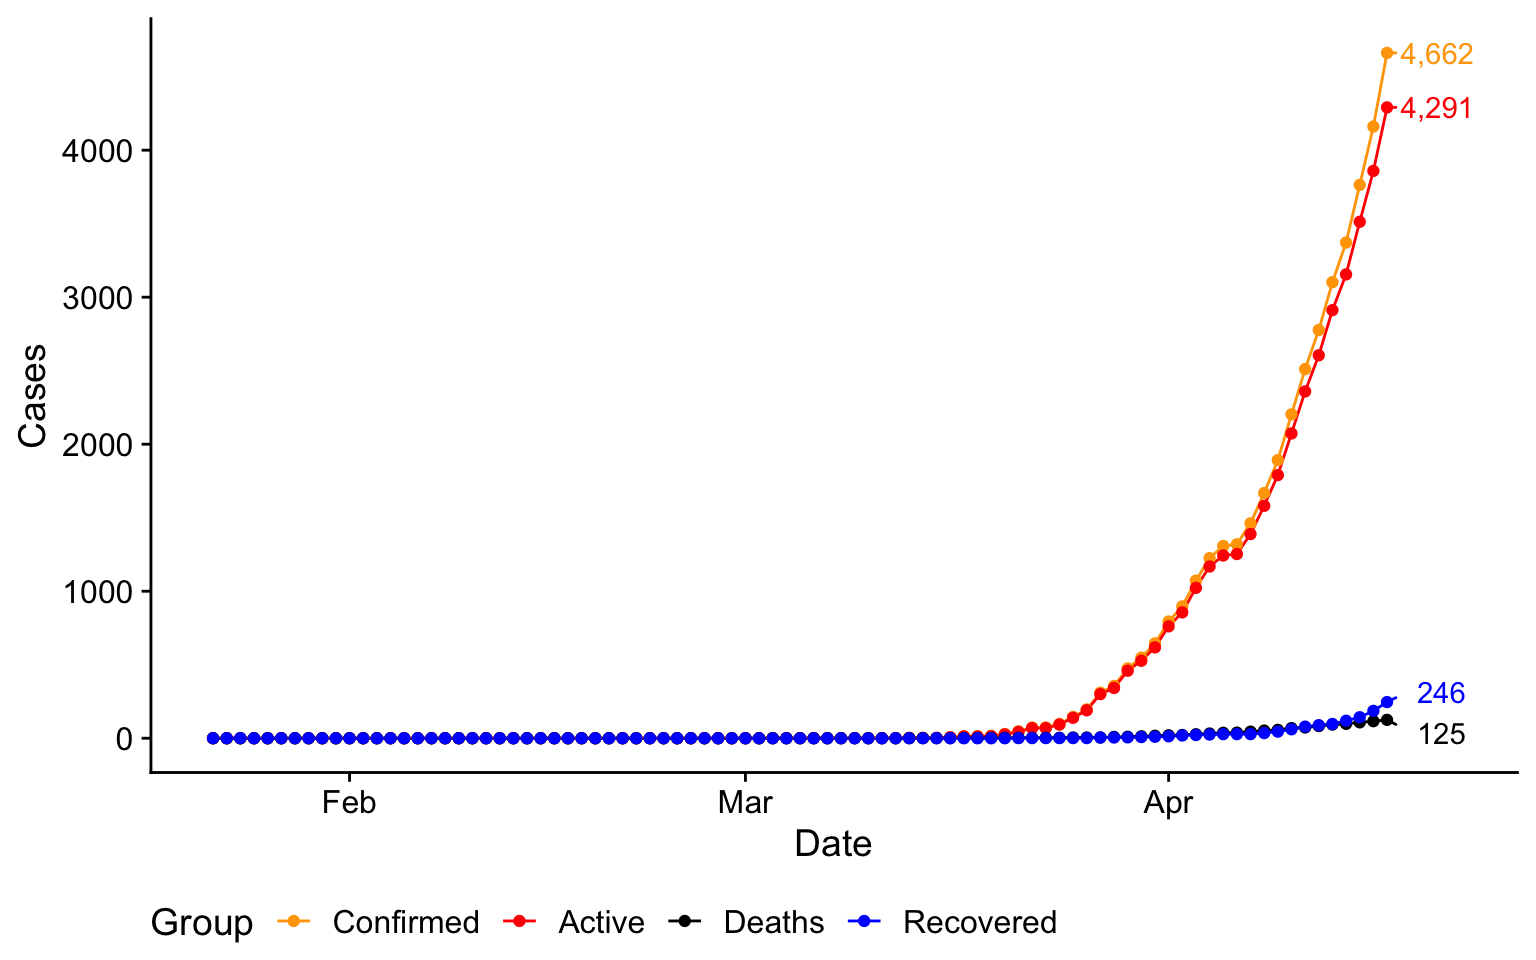 4,662
4,291
4000
3000
Cases
2000
1000
246
0
125
Feb Mar Apr
Date
Group Confirmed Active Deaths Recovered